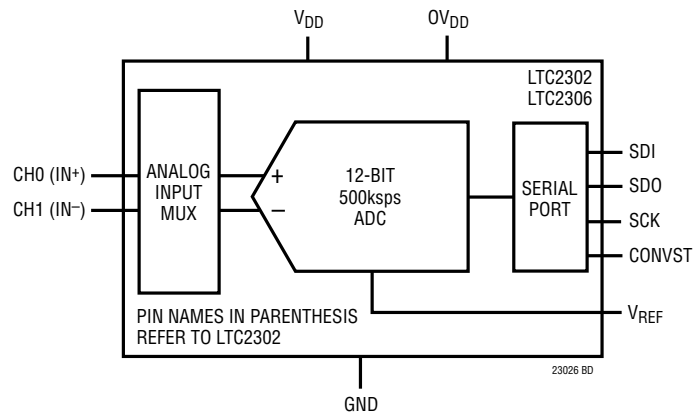 VDD
OVDD
LTC2302
LTC2306
CH0 (IN+)
CH1 (IN–)
ANALOG
INPUT
MUX
+
–
12-BIT
500ksps
ADC
SERIAL
PORT
SDI
SDO
SCK
CONVST
VREF
PIN NAMES IN PARENTHESIS
REFER TO LTC2302
23026 BD
GND